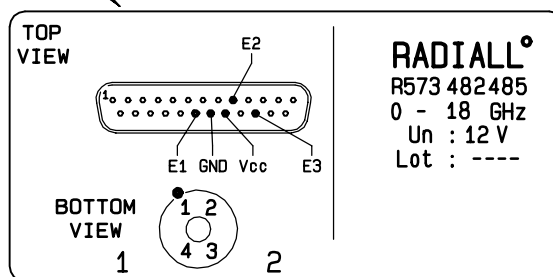 TOP
VIEW
E2
1
E1 GND Vcc E3
BOTTOM
VIEW
1 2
4 3
1 2
RADIALL°
R573 482485
0 - 18 GHz
Un : 12 V
Lot : ----